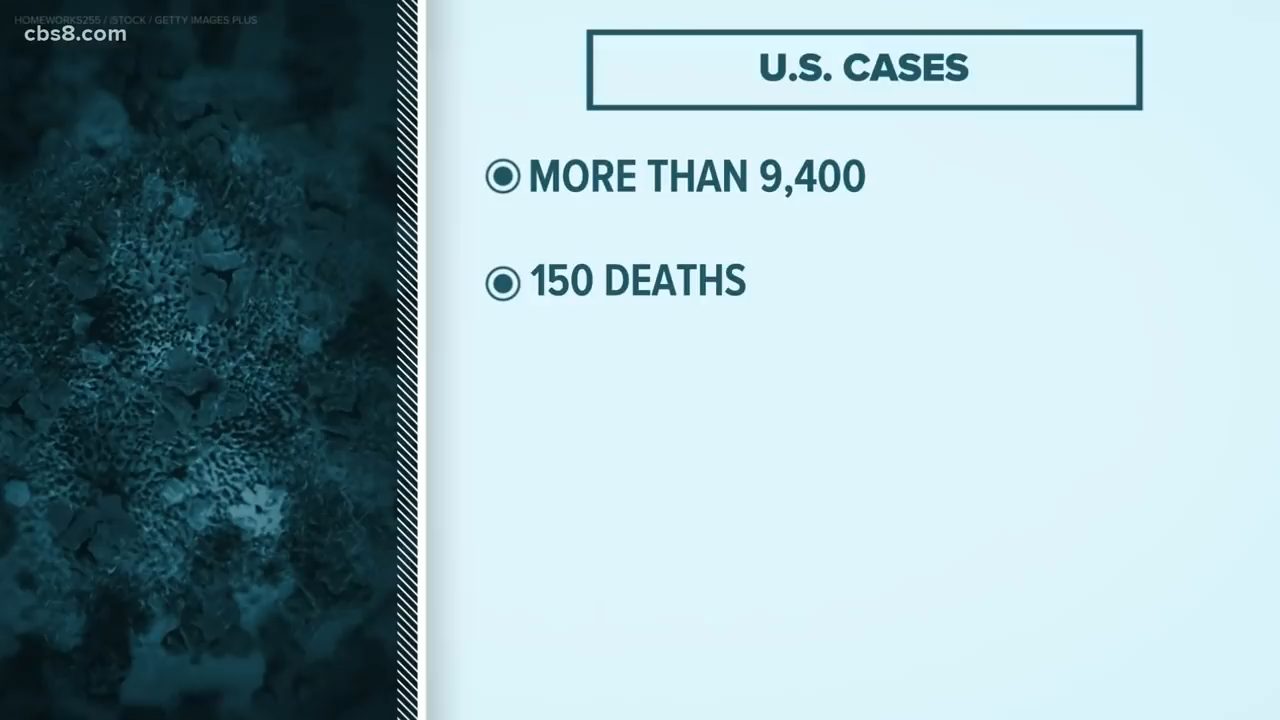 HOMEWORKS255 / ISTOCK / GETTY IMAGES PLUS
cbs8.com
U.S. CASES
MORE THAN 9,400
150 DEATHS